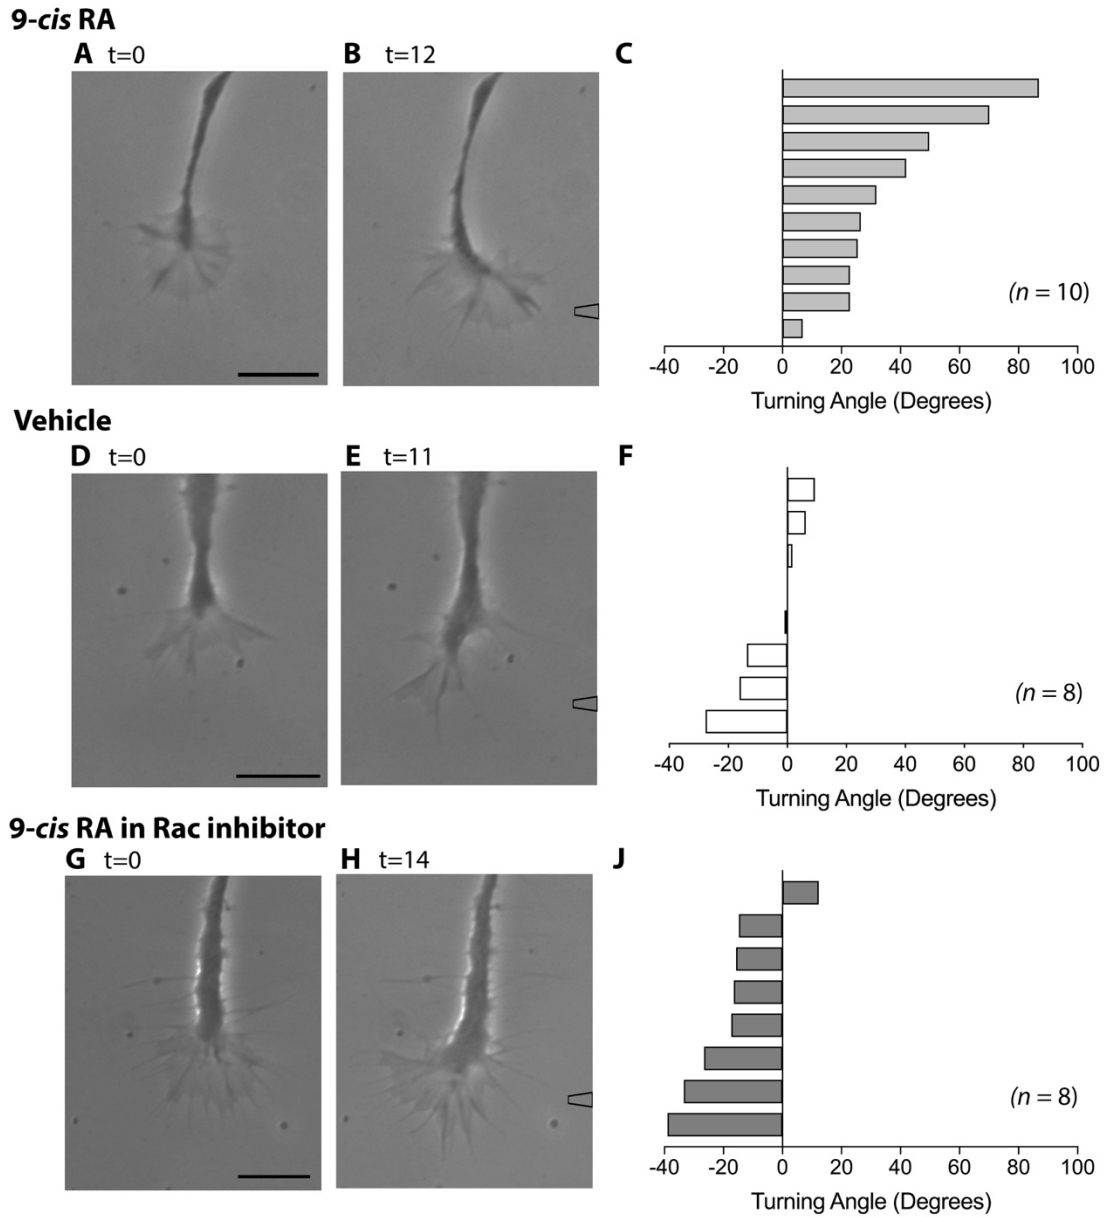 9-cis RA
A t=0
B t=12
C
(n = 10)
-40 -20 0 20 40 60 80 100
Turning Angle (Degrees)
Vehicle
D t=0
E t=11
F
(n = 8)
-40 -20 0 20 40 60 80 100
Turning Angle (Degrees)
9-cis RA in Rac inhibitor
G t=0
H t=14
J
(n = 8)
-40 -20 0 20 40 60 80 100
Turning Angle (Degrees)